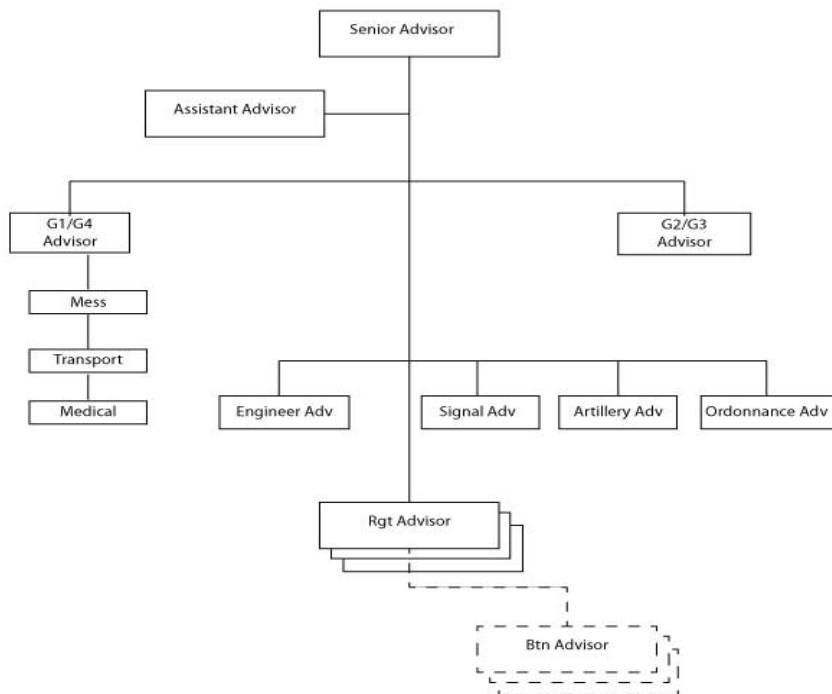 Senior Advisor
Assistant Advisor
G1/G4
Advisor
G2/G3
Advisor
Mess
Transport
Medical
Engineer Adv
Signal Adv
Artillery Adv
Ordonnance Adv
Rgt Advisor
Btn Advisor